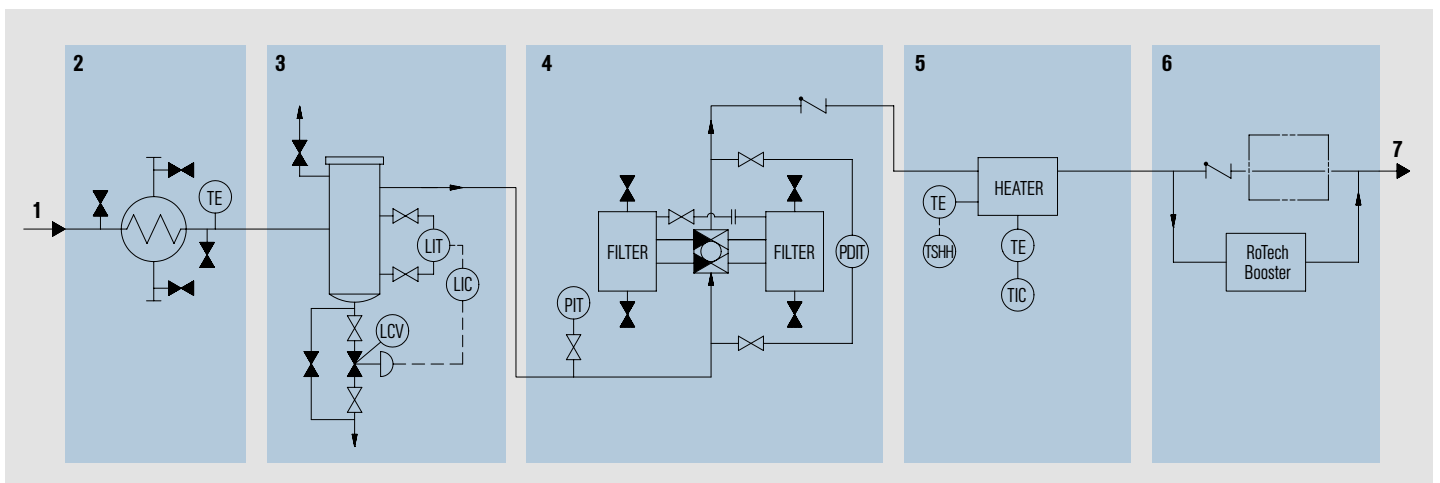 2
3
4
5
6
1
7
TE
LIT
LIC
LCV
PIT
FILTER
FILTER
PDIT
HEATER
TE
TSHH
TE
TIC
RoTech
Booster